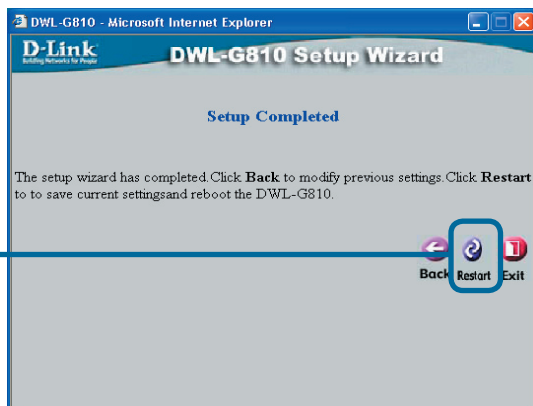 DWL-G810 - Microsoft Internet Explorer
D-Link
Building Networks for People
DWL-G810 Setup Wizard
Setup Completed
The setup wizard has completed.Click Back to modify previous settings.Click Restart
to to save current settingsand reboot the DWL-G810.
Back Restart Exit